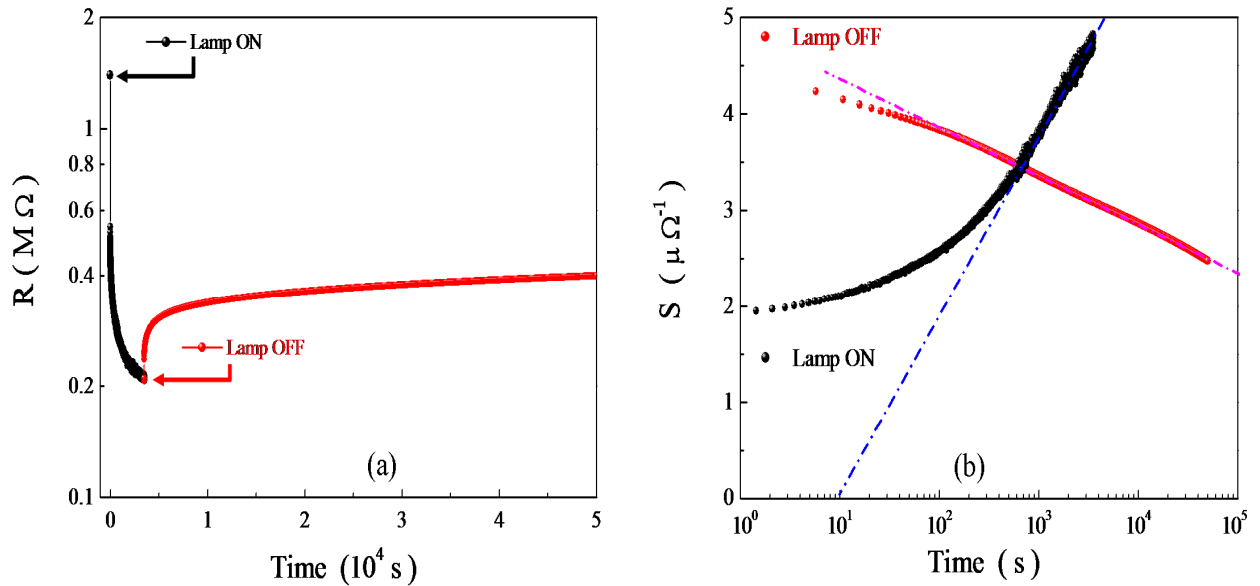 2
1
0.8
0.6
0.4
0.2
0.1
R ( M Ω )
Lamp ON
Lamp OFF
(a)
0 1 2 3 4 5
Time (10⁴ s)
5
4
3
2
1
0
S ( μ Ω⁻¹ )
Lamp OFF
Lamp ON
(b)
10⁰ 10¹ 10² 10³ 10⁴ 10⁵
Time ( s )